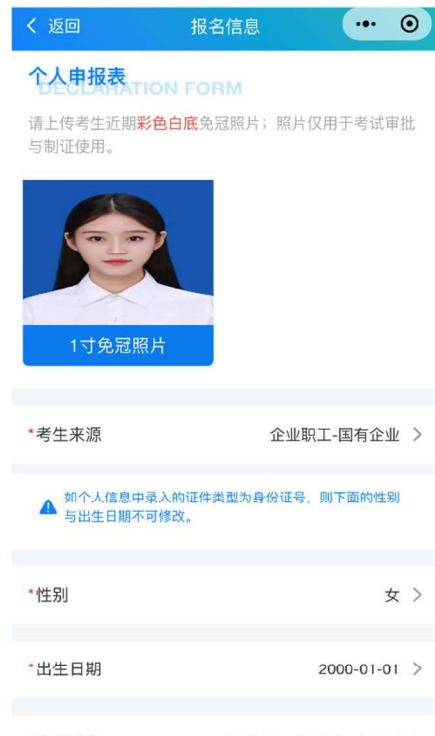 返回
报名信息
个人申报表
DECLARATION FORM
请上传考生近期彩色白底免冠照片；照片仅用于考试审批
与制证使用。
1寸免冠照片
*考生来源
企业职工-国有企业
如个人信息中录入的证件类型为身份证号，则下面的性别
与出生日期不可修改。
*性别
女
*出生日期
2000-01-01